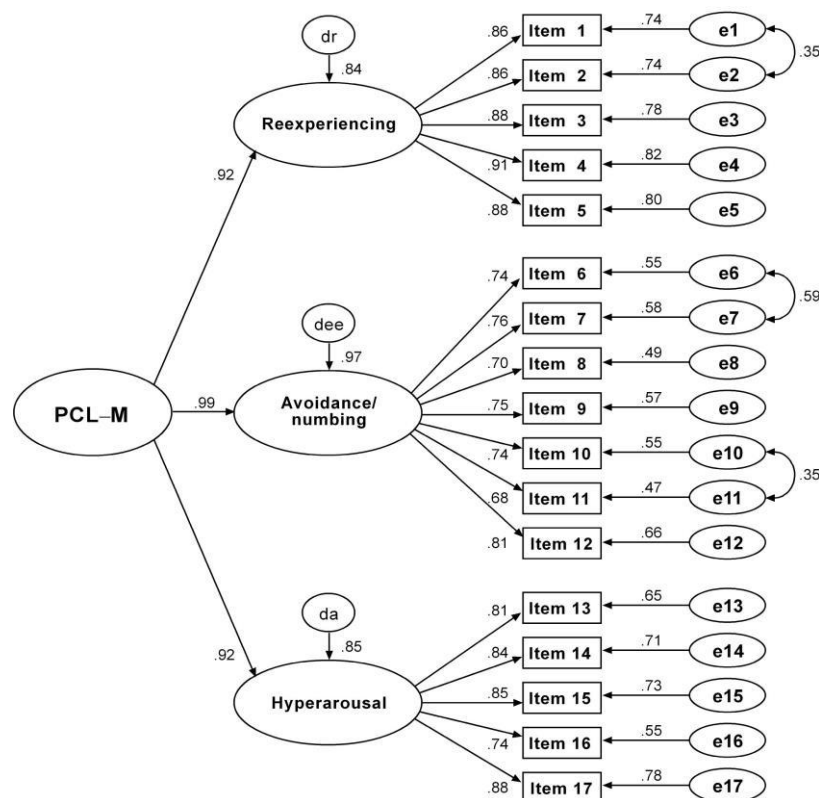 dr
.84
Reexperiencing
.86
Item 1
.74
e1
.86
Item 2
.74
e2
.35
.88
Item 3
.78
e3
.91
Item 4
.82
e4
.88
Item 5
.80
e5
.92
dee
.97
PCL–M
.99
Avoidance/
numbing
.74
Item 6
.55
e6
.76
Item 7
.58
e7
.59
.70
Item 8
.49
e8
.75
Item 9
.57
e9
.74
Item 10
.55
e10
.68
Item 11
.47
e11
.35
.81
Item 12
.66
e12
.92
da
.85
Hyperarousal
.81
Item 13
.65
e13
.84
Item 14
.71
e14
.85
Item 15
.73
e15
.74
Item 16
.55
e16
.88
Item 17
.78
e17